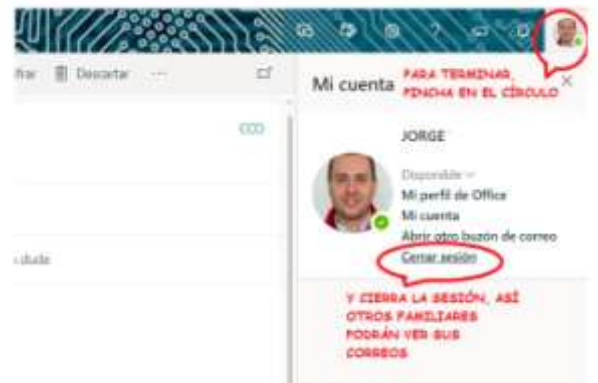 Descartar ···
Mi cuenta
PARA TERMINAR,
PINCHA EN EL CÍRCULO
CCO
JORGE
Disponible
Mi perfil de Office
Mi cuenta
Abrir otro buzón de correo
Cerrar sesión
Y CIERRA LA SESIÓN, ASÍ
OTROS FAMILIARES
PODRÁN VER SUS
CORREOS